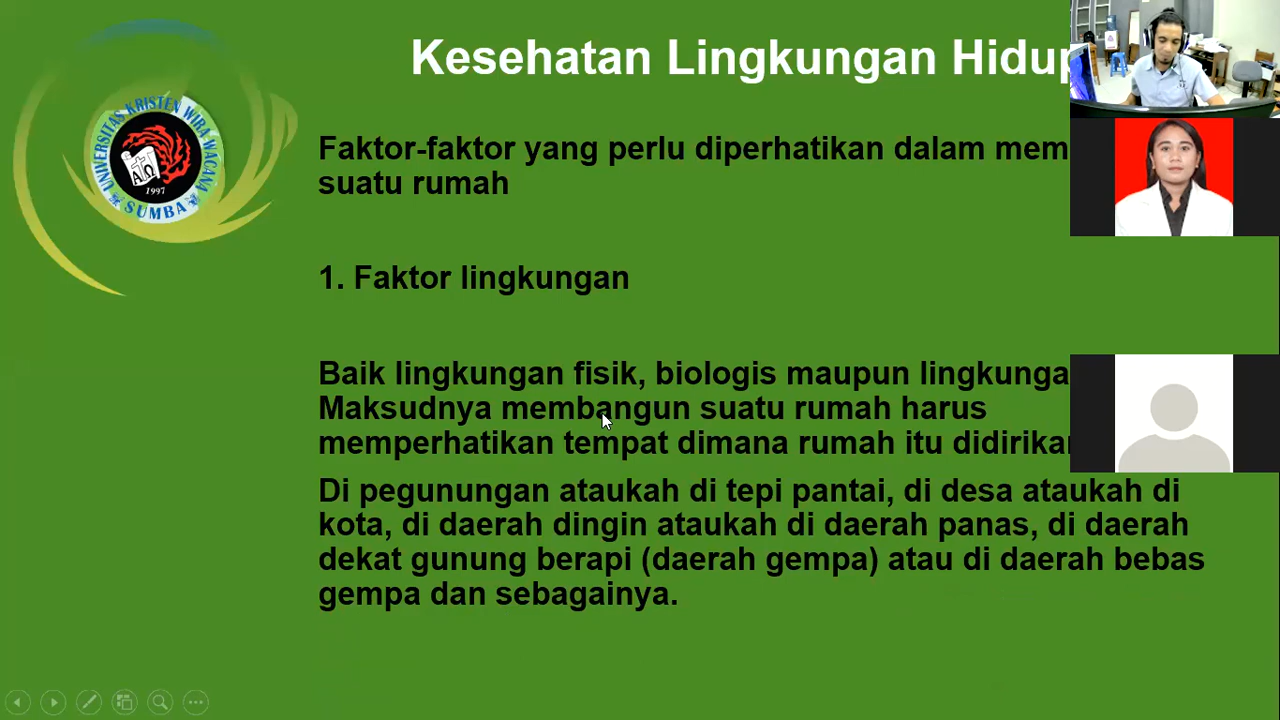 Kesehatan Lingkungan Hidup
UNIVERSITAS KRISTEN WIRA WACANA
SUMBA
1997
Α Ω
Faktor-faktor yang perlu diperhatikan dalam mem
suatu rumah
1. Faktor lingkungan
Baik lingkungan fisik, biologis maupun lingkunga
Maksudnya membangun suatu rumah harus
memperhatikan tempat dimana rumah itu didirikan
Di pegunungan ataukah di tepi pantai, di desa ataukah di
kota, di daerah dingin ataukah di daerah panas, di daerah
dekat gunung berapi (daerah gempa) atau di daerah bebas
gempa dan sebagainya.